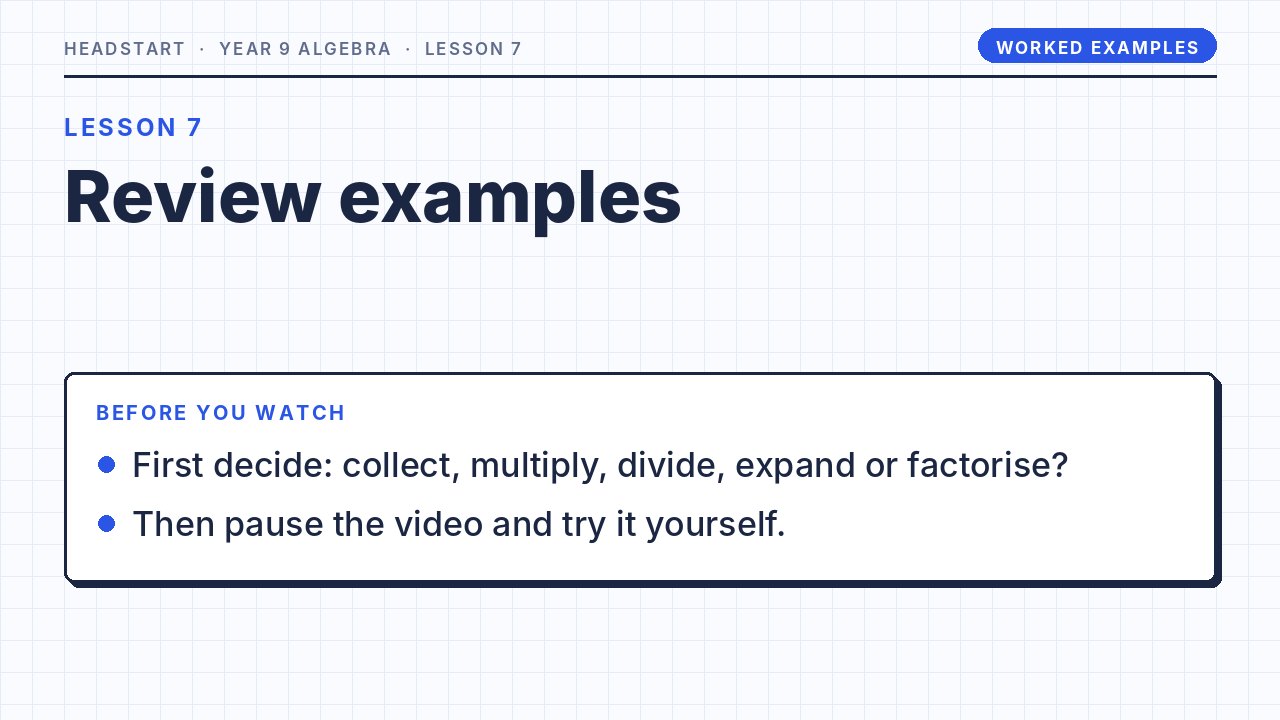 HEADSTART · YEAR 9 ALGEBRA · LESSON 7
WORKED EXAMPLES
LESSON 7
Review examples
BEFORE YOU WATCH
First decide: collect, multiply, divide, expand or factorise?
Then pause the video and try it yourself.